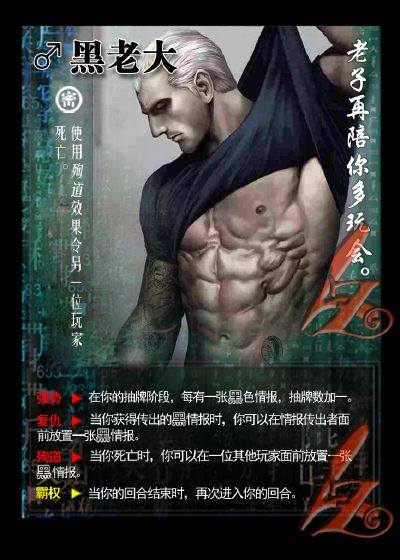 ♂黑老大
密
使用殉道效果令另一位玩家
死亡。
老子再陪你多玩会。
强势 ▶ 在你的抽牌阶段，每有一张黑色情报，抽牌数加一。
复仇 ▶ 当你获得传出的黑情报时，你可以在情报传出者面
前放置一张黑情报。
殉道 ▶ 当你死亡时，你可以在一位其他玩家面前放置一张
黑情报。
霸权 ▶ 当你的回合结束时，再次进入你的回合。